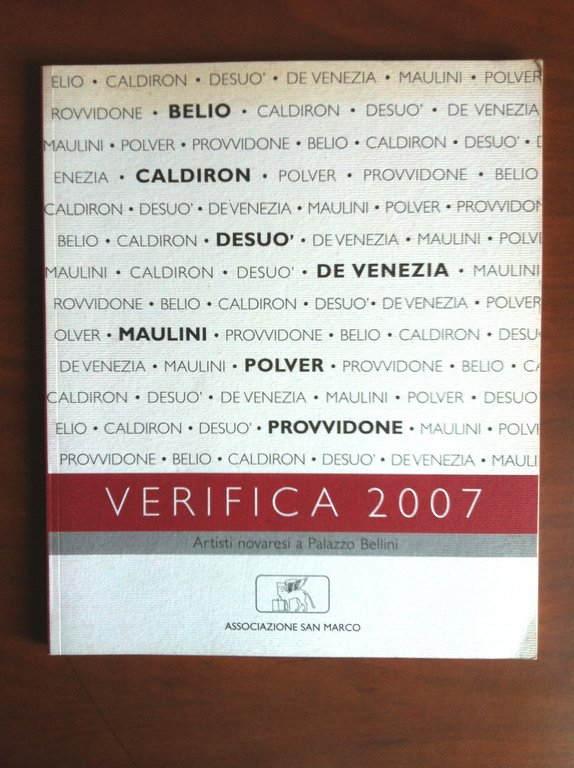 ELIO • CALDIRON • DESUO' • DE VENEZIA • MAULINI • POLVER
ROVVIDONE • BELIO • CALDIRON • DESUO' • DE VENEZIA
MAULINI • POLVER • PROVVIDONE • BELIO • CALDIRON • DESUO' • D
ENEZIA • CALDIRON • POLVER • PROVVIDONE • BELIO
CALDIRON • DESUO' • DE VENEZIA • MAULINI • POLVER • PROVVIDON
BELIO • CALDIRON • DESUO' • DE VENEZIA • MAULINI • POLVI
MAULINI • CALDIRON • DESUO' • DE VENEZIA • MAULINI
ROVVIDONE • BELIO • CALDIRON • DESUO' • DE VENEZIA • POLVER
OLVER • MAULINI • PROVVIDONE • BELIO • CALDIRON • DESU
DE VENEZIA • MAULINI • POLVER • PROVVIDONE • BELIO • CA
CALDIRON • DESUO' • DE VENEZIA • MAULINI • POLVER • DESUO
ELIO • CALDIRON • DESUO' • PROVVIDONE • MAULINI • POLVI
PROVVIDONE • BELIO • CALDIRON • DESUO' • DE VENEZIA • MAULI
VERIFICA 2007
Artisti novaresi a Palazzo Bellini
ASSOCIAZIONE SAN MARCO